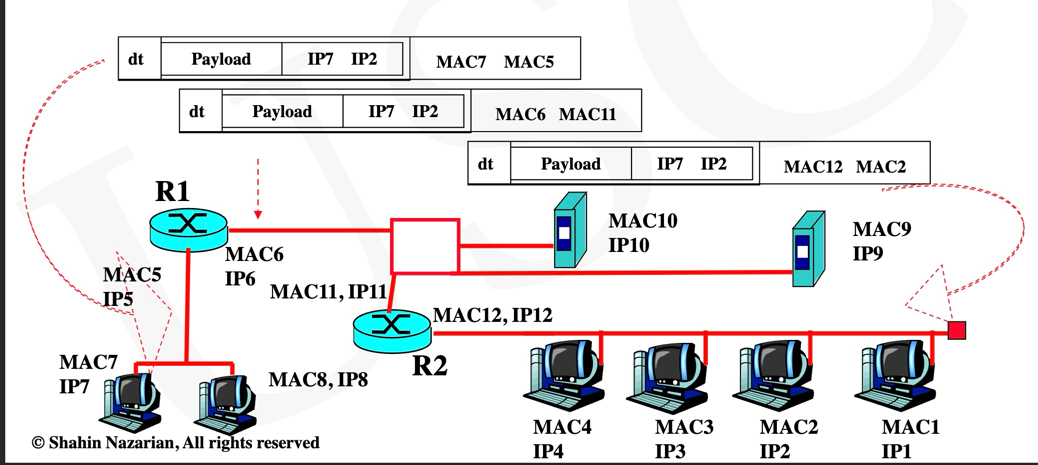 dt Payload IP7 IP2 MAC7 MAC5
dt Payload IP7 IP2 MAC6 MAC11
dt Payload IP7 IP2 MAC12 MAC2
R1
MAC10
IP10
MAC9
IP9
MAC6
IP6
MAC5
IP5
MAC11, IP11
MAC12, IP12
R2
MAC7
IP7
MAC8, IP8
MAC4
IP4
MAC3
IP3
MAC2
IP2
MAC1
IP1
© Shahin Nazarian, All rights reserved
USC